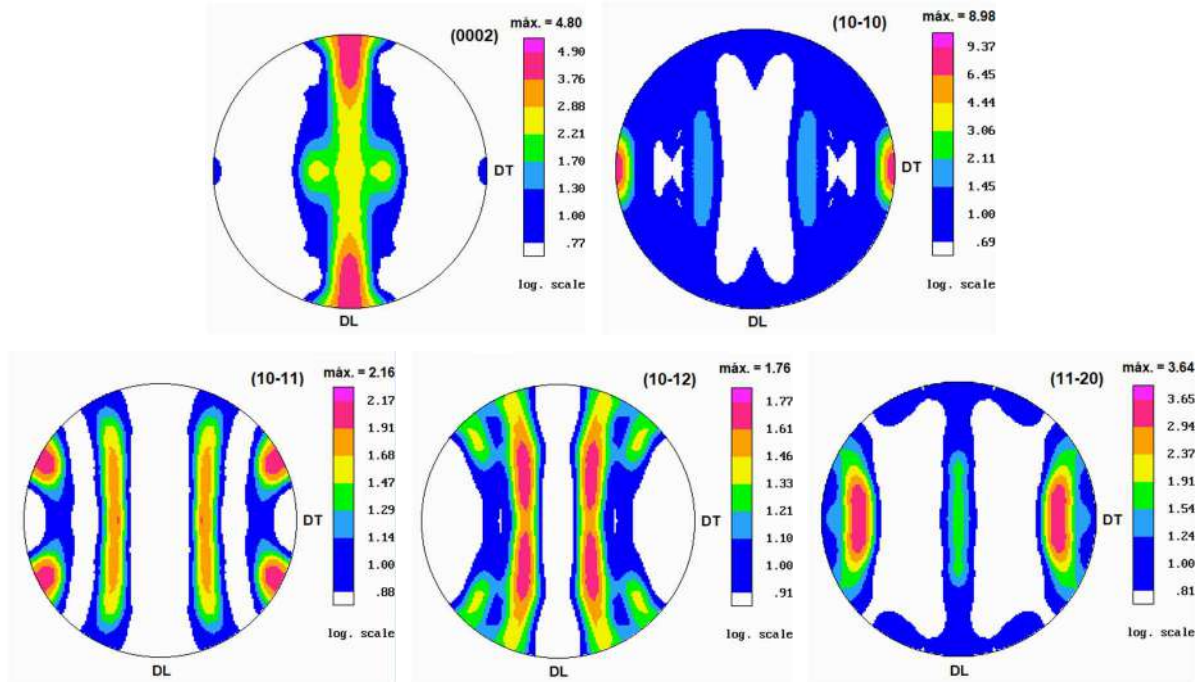 máx. = 4.80
(0002)
4.90
3.76
2.88
2.21
1.70
1.30
1.00
.77
DT
log. scale
DL
máx. = 8.98
(10-10)
9.37
6.45
4.44
3.06
2.11
1.45
1.00
.69
DT
log. scale
DL
máx. = 2.16
(10-11)
2.17
1.91
1.68
1.47
1.29
1.14
1.00
.88
DT
log. scale
DL
máx. = 1.76
(10-12)
1.77
1.61
1.46
1.33
1.21
1.10
1.00
.91
DT
log. scale
DL
máx. = 3.64
(11-20)
3.65
2.94
2.37
1.91
1.54
1.24
1.00
.81
DT
log. scale
DL